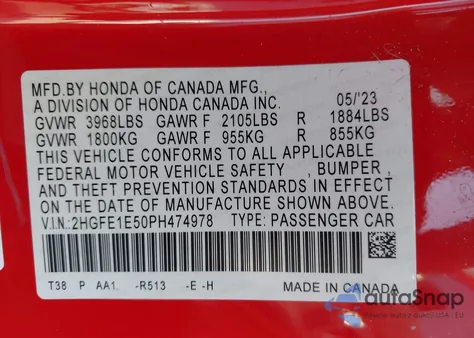 MFD.BY HONDA OF CANADA MFG.,
A DIVISION OF HONDA CANADA INC. 05/'23
GVWR 3968LBS GAWR F 2105LBS R 1884LBS
GVWR 1800KG GAWR F 955KG R 855KG
THIS VEHICLE CONFORMS TO ALL APPLICABLE
FEDERAL MOTOR VEHICLE SAFETY , BUMPER ,
AND THEFT PREVENTION STANDARDS IN EFFECT
ON THE DATE OF MANUFACTURE SHOWN ABOVE.
V.I.N.:2HGFE1E50PH474978 TYPE: PASSENGER CAR
T38 P AA1. -R513 -E -H MADE IN CANADA
autoSnap